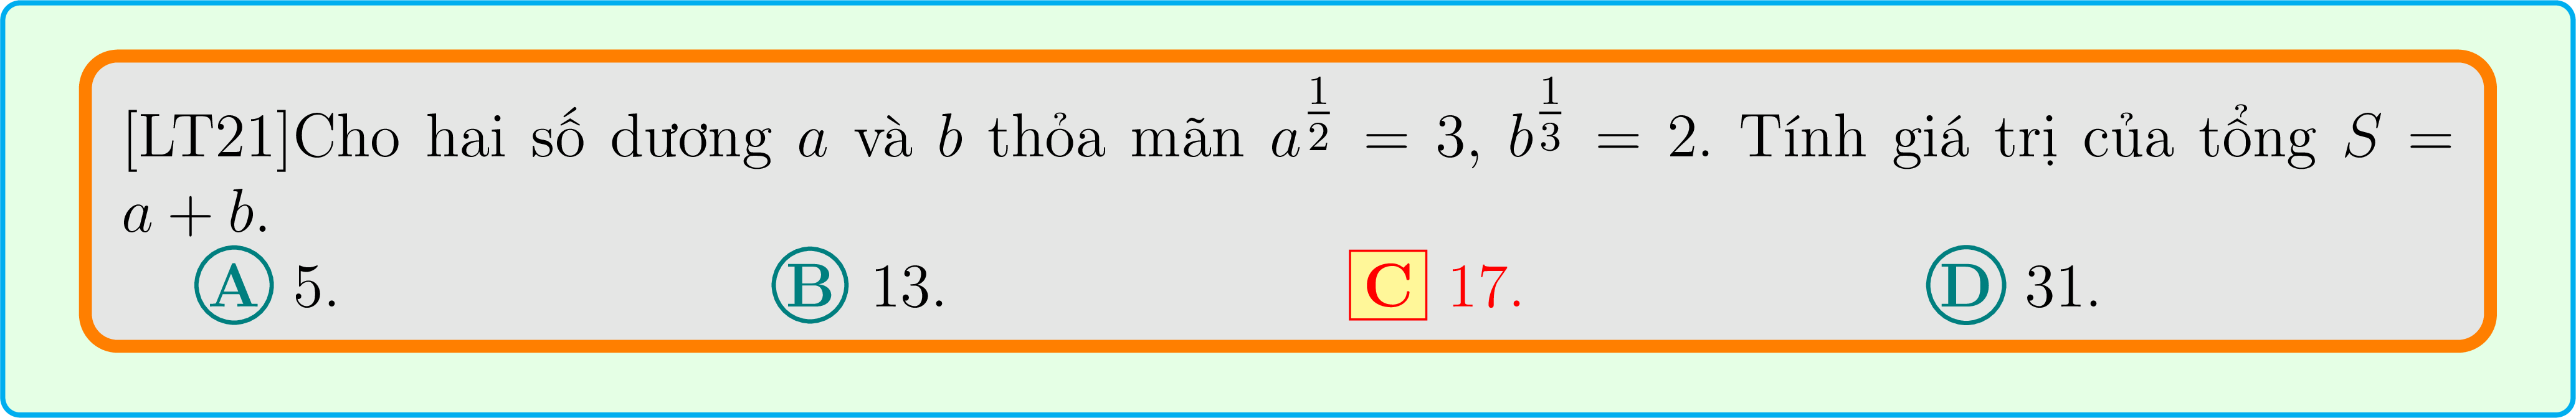 [LT21]Cho hai số dương a và b thỏa mãn a^{\frac{1}{2}} = 3, b^{\frac{1}{3}} = 2. Tính giá trị của tổng S =
a + b.
A 5. B 13. C 17. D 31.